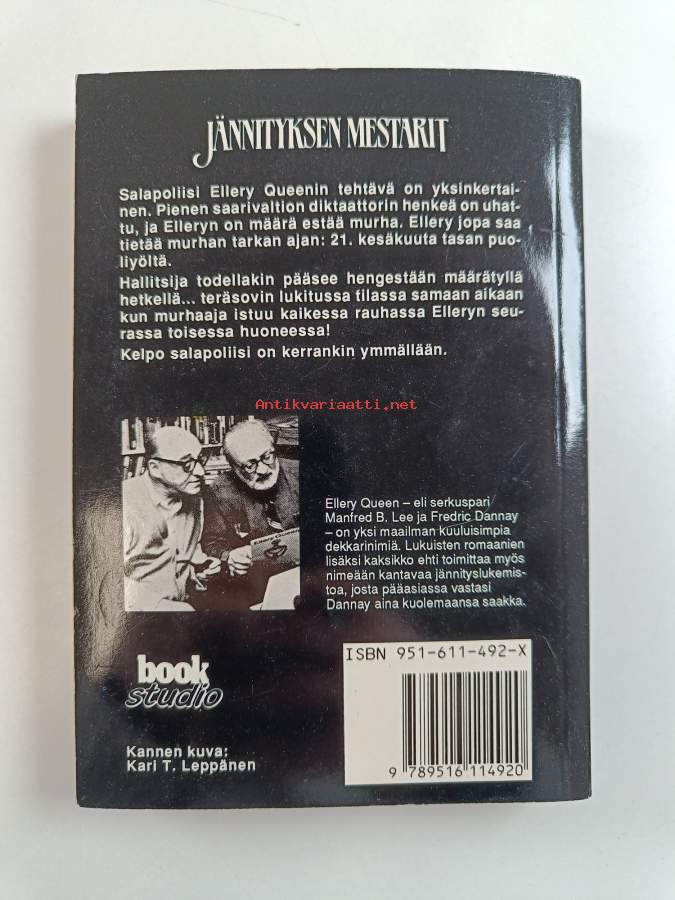 JÄNNITYKSEN MESTARIT
Salapoliisi Ellery Queenin tehtävä on yksinkertai-
nen. Pienen saarivaltion diktaattorin henkeä on uhat-
tu, ja Elleryn on määrä estää murha. Ellery jopa saa
tietää murhan tarkan ajan: 21. kesäkuuta tasan puo-
liyöltä.
Hallitsija todellakin pääsee hengestään määrätyllä
hetkellä... teräsovin lukitussa tilassa samaan aikaan
kun murhaaja istuu kaikessa rauhassa Elleryn seu-
rassa toisessa huoneessa!
Kelpo salapoliisi on kerrankin ymmällään.
Antikvariaatti.net
Ellery Queen
Ellery Queen – eli serkuspari
Manfred B. Lee ja Fredric Dannay
– on yksi maailman kuuluisimpia
dekkarinimiä. Lukuisten romaanien
lisäksi kaksikko ehti toimittaa myös
nimeään kantavaa jännityslukemis-
toa, josta pääasiassa vastasi
Dannay aina kuolemaansa saakka.
book
studio
Kannen kuva:
Kari T. Leppänen
ISBN 951-611-492-X
9 789516 114920